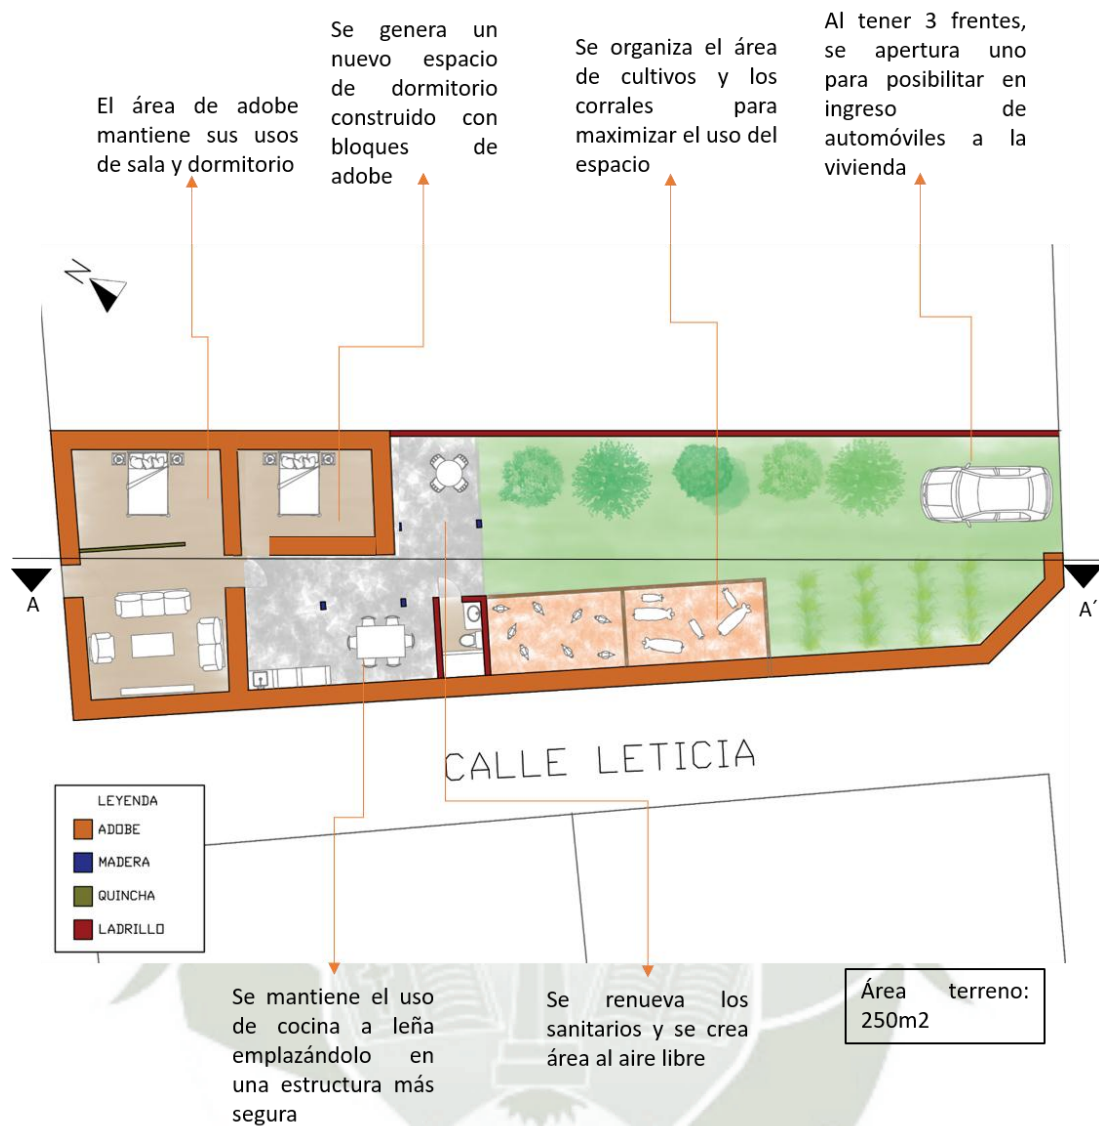 El área de adobe
mantiene sus usos
de sala y dormitorio
Se genera un
nuevo espacio
de dormitorio
construido con
bloques de
adobe
Se organiza el área
de cultivos y los
corrales para
maximizar el uso del
espacio
Al tener 3 frentes,
se apertura uno
para posibilitar en
ingreso de
automóviles a la
vivienda
N
A
A´
CALLE LETICIA
LEYENDA
ADOBE
MADERA
QUINCHA
LADRILLO
Se mantiene el uso
de cocina a leña
emplazándolo en
una estructura más
segura
Se renueva los
sanitarios y se crea
área al aire libre
Área terreno:
250m2